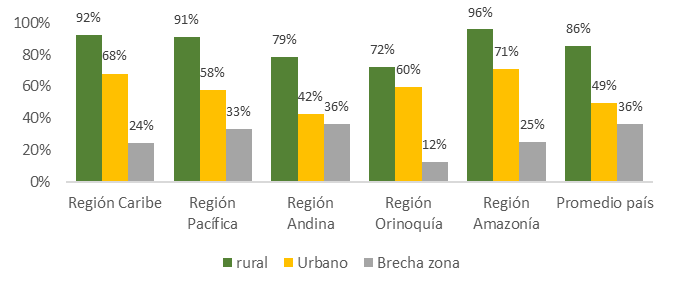 100%
80%
60%
40%
20%
0%
92%
68%
24%
91%
58%
33%
79%
42%
36%
72%
60%
12%
96%
71%
25%
86%
49%
36%
Región Caribe
Región
Pacífica
Región
Andina
Región
Orinoquía
Región
Amazonía
Promedio país
rural Urbano Brecha zona